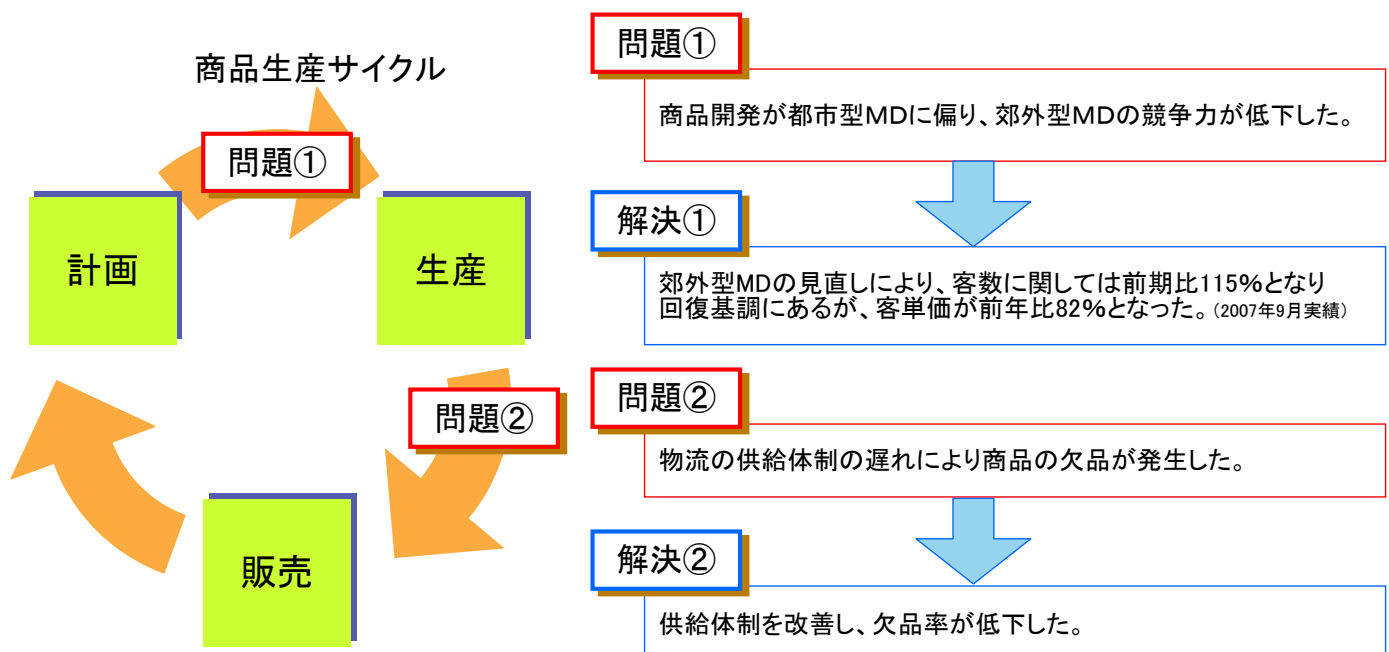 商品生産サイクル
問題①
計画
生産
問題②
販売
問題①
商品開発が都市型MDに偏り、郊外型MDの競争力が低下した。
解決①
郊外型MDの見直しにより、客数に関しては前期比115%となり
回復基調にあるが、客単価が前年比82%となった。(2007年9月実績)
問題②
物流の供給体制の遅れにより商品の欠品が発生した。
解決②
供給体制を改善し、欠品率が低下した。